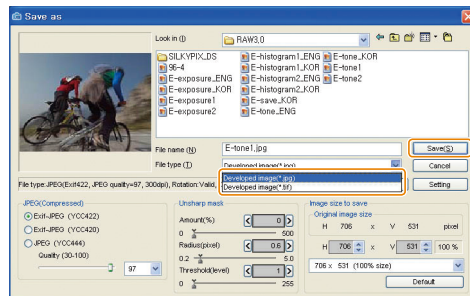 Save as
Look in (I)
RAW3.0
SILKYPIX_DS
96-4
E-exposure_ENG
E-exposure_KOR
E-exposure1
E-exposure2
E-histogram1_ENG
E-histogram1_KOR
E-histogram2_ENG
E-histogram2_KOR
E-save_KOR
E-tone_ENG
E-tone_KOR
E-tone1
E-tone2
File name (N)
E-tone1.jpg
Save(S)
File type (T)
Developed image(*.jpg)
Cancel
Developed image(*.jpg)
Developed image(*.tif)
File type:JPEG(Exif422, JPEG quality=97, 300dpi), Rotation:Valid,
Setting
JPEG(Compressed)
Exif-JPEG (YCC422)
Exif-JPEG (YCC420)
JPEG (YCC444)
Quality (30-100)
97
Unsharp mask
Amount(%)
0
0
500
Radius(pixel)
0.6
0.2
5.0
Threshold(level)
1
0
255
Image size to save
Original image size
H 706 x V 531 pixel
H 706 x V 531 100 %
706 x 531 (100% size)
Default